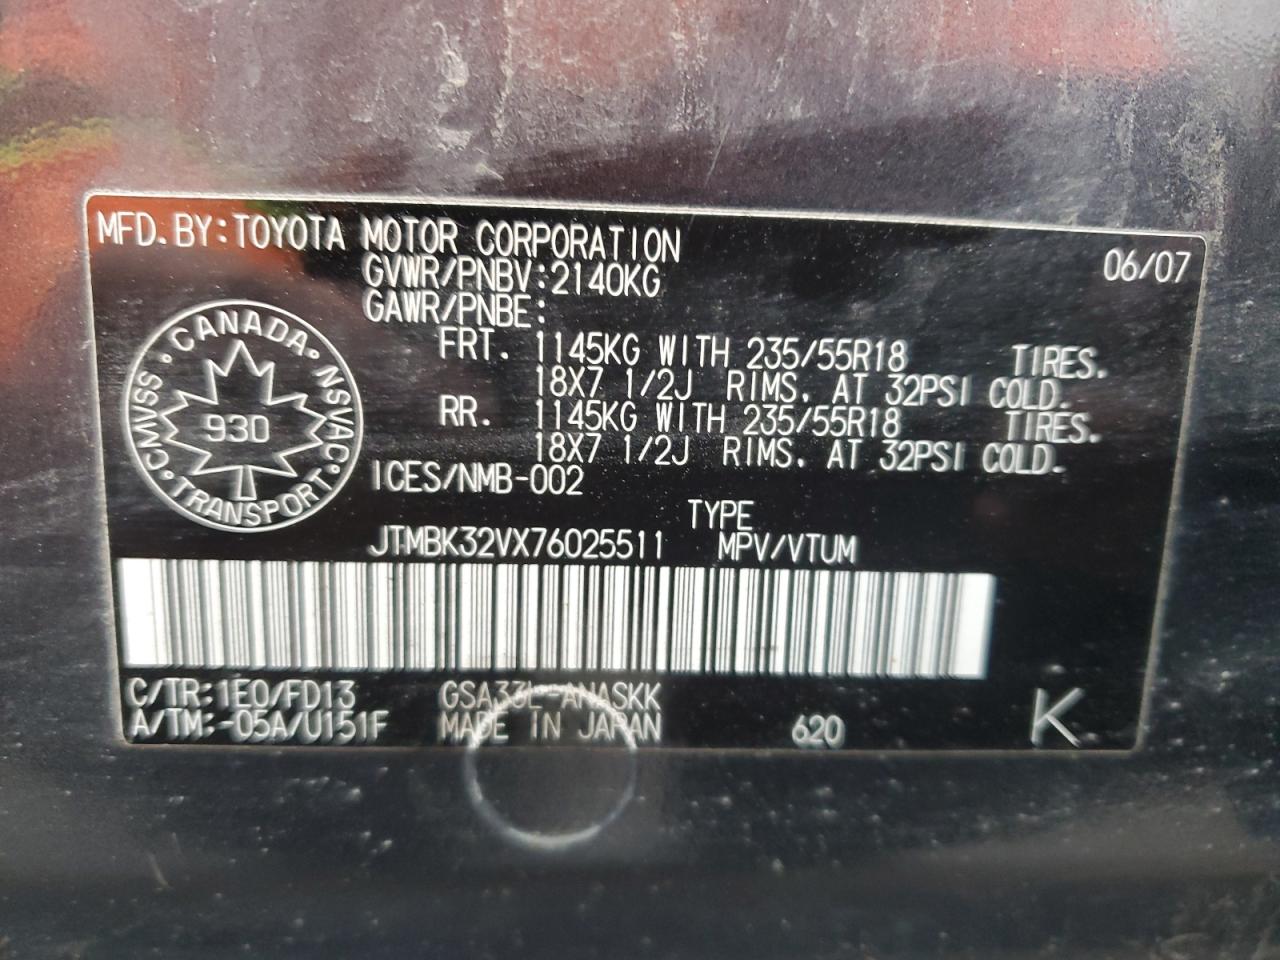 MFD. BY: TOYOTA MOTOR CORPORATION 06/07
GVWR/PNBV: 2140KG
GAWR/PNBE:
FRT. 1145KG WITH 235/55R18 TIRES.
18X7 1/2J RIMS. AT 32PSI COLD.
RR. 1145KG WITH 235/55R18 TIRES.
18X7 1/2J RIMS. AT 32PSI COLD.
CANADA · NSVAC · TRANSPORT · CMVSS ·
930
ICES/NMB-002
TYPE
JTMBK32VX76025511 MPV/VTUM
C/TR: 1E0/FD13 GSA33L-ANASKK
A/TM: -05A/U151F MADE IN JAPAN 620 K